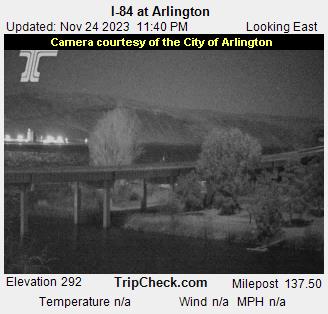 I-84 at Arlington
Updated: Nov 24 2023 11:40 PM Looking East
Camera courtesy of the City of Arlington
Elevation 292 TripCheck.com Milepost 137.50
Temperature n/a Wind n/a MPH n/a